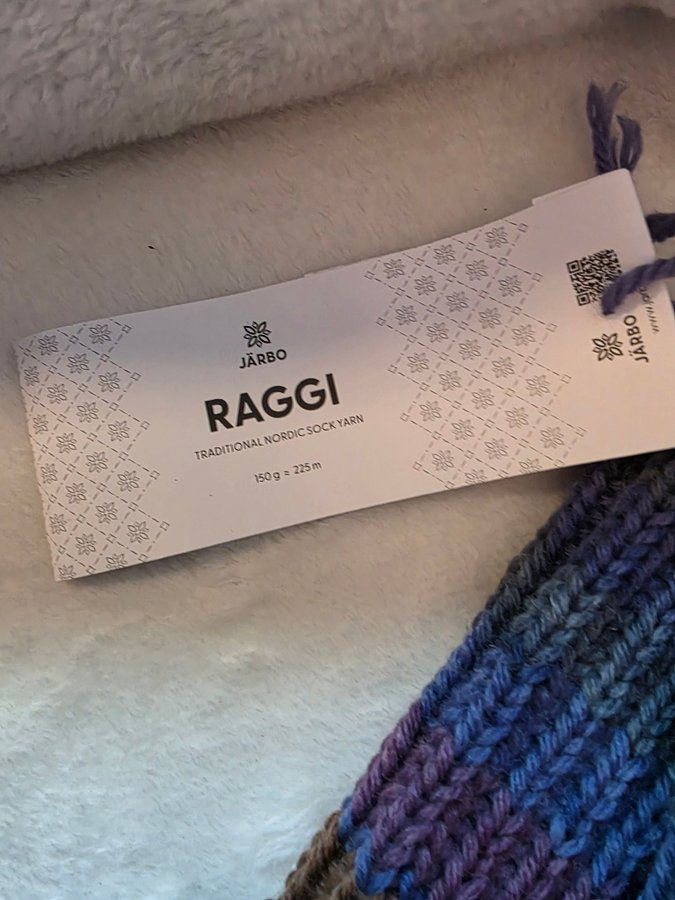 JÄRBO
RAGGI
TRADITIONAL NORDIC SOCK YARN
150 g = 225 m
JÄRBO